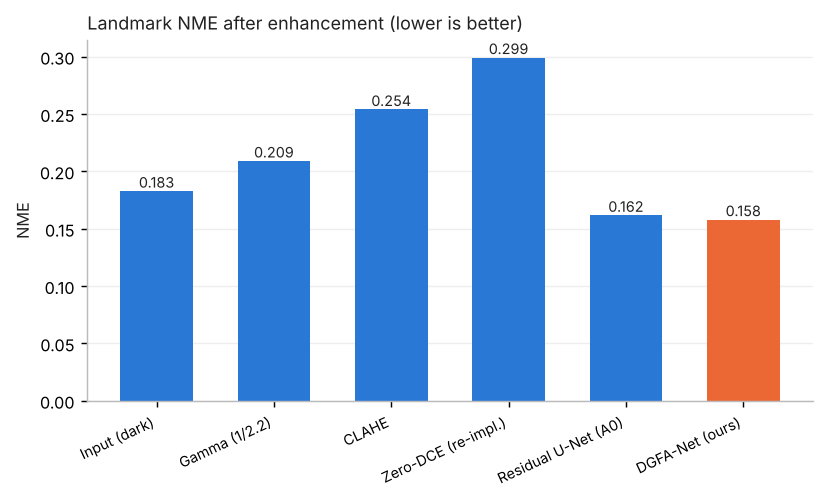 Landmark NME after enhancement (lower is better)
NME
0.30
0.25
0.20
0.15
0.10
0.05
0.00
0.183
0.209
0.254
0.299
0.162
0.158
Input (dark)
Gamma (1/2.2)
CLAHE
Zero-DCE (re-impl.)
Residual U-Net (A0)
DGFA-Net (ours)